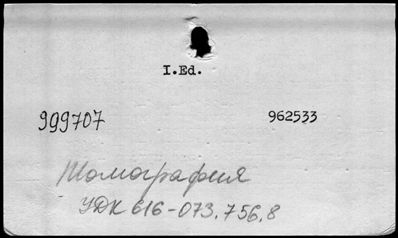 I.Ed.
999707 962533
Томография
УДК 616-073.756.8